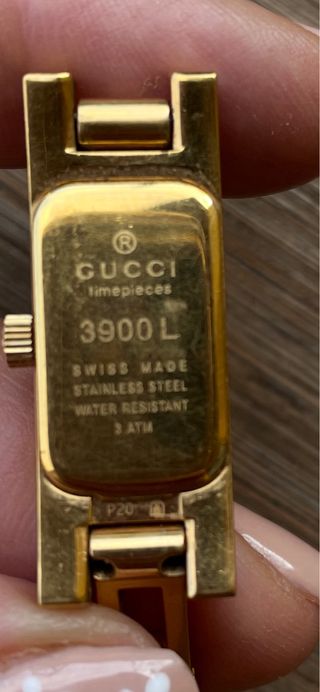 ®
GUCCI
timepieces
3900 L
SWISS MADE
STAINLESS STEEL
WATER RESISTANT
3 ATM
P20